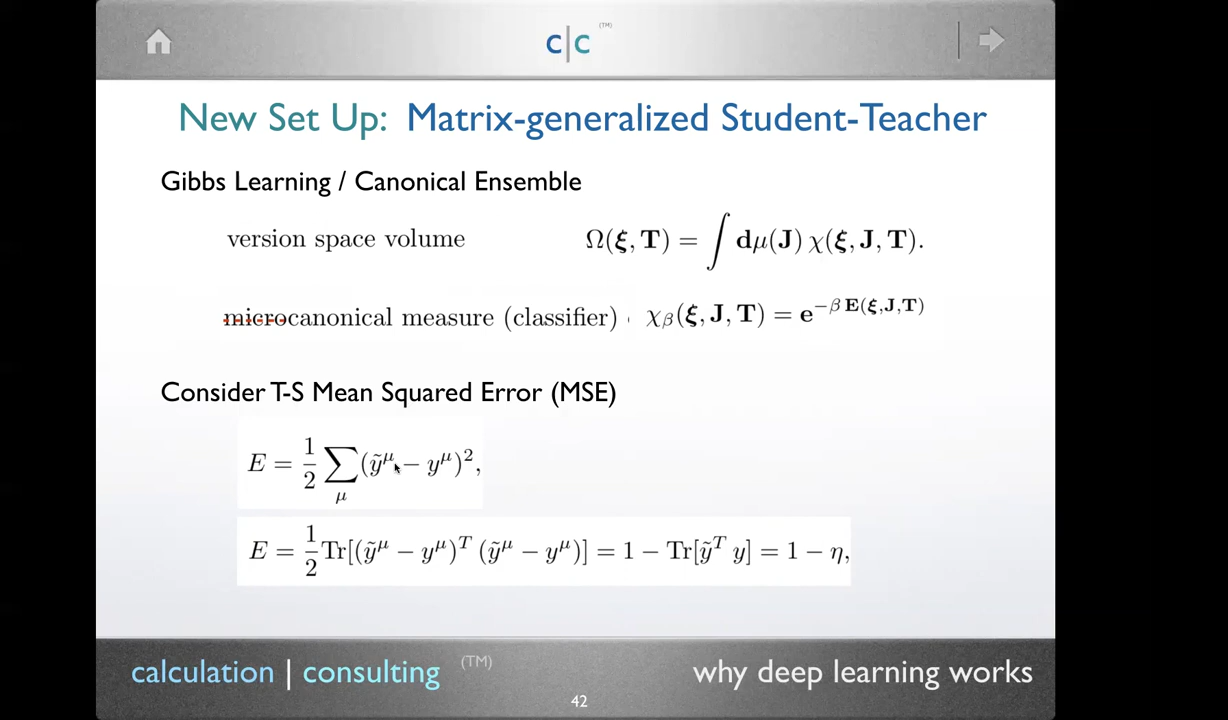 c|c (TM)
New Set Up: Matrix-generalized Student-Teacher
Gibbs Learning / Canonical Ensemble
version space volume Ω(ξ, T) = ∫ dμ(J) χ(ξ, J, T).
microcanonical measure (classifier) χ_β(ξ, J, T) = e^{−β E(ξ,J,T)}
Consider T-S Mean Squared Error (MSE)
E = 1/2 ∑_μ (ỹ^μ − y^μ)²,
E = 1/2 Tr[(ỹ^μ − y^μ)^T (ỹ^μ − y^μ)] = 1 − Tr[ỹ^T y] = 1 − η,
calculation | consulting (TM) why deep learning works
42